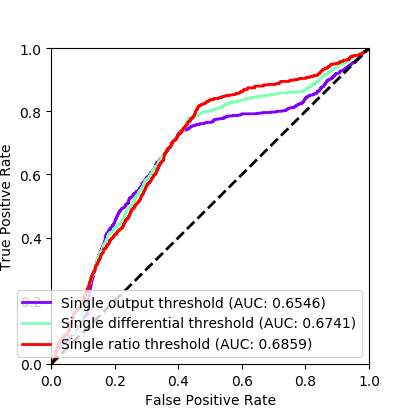 1.0
0.8
0.6
0.4
0.2
0.0
True Positive Rate
Single output threshold (AUC: 0.6546)
Single differential threshold (AUC: 0.6741)
Single ratio threshold (AUC: 0.6859)
0.0 0.2 0.4 0.6 0.8 1.0
False Positive Rate